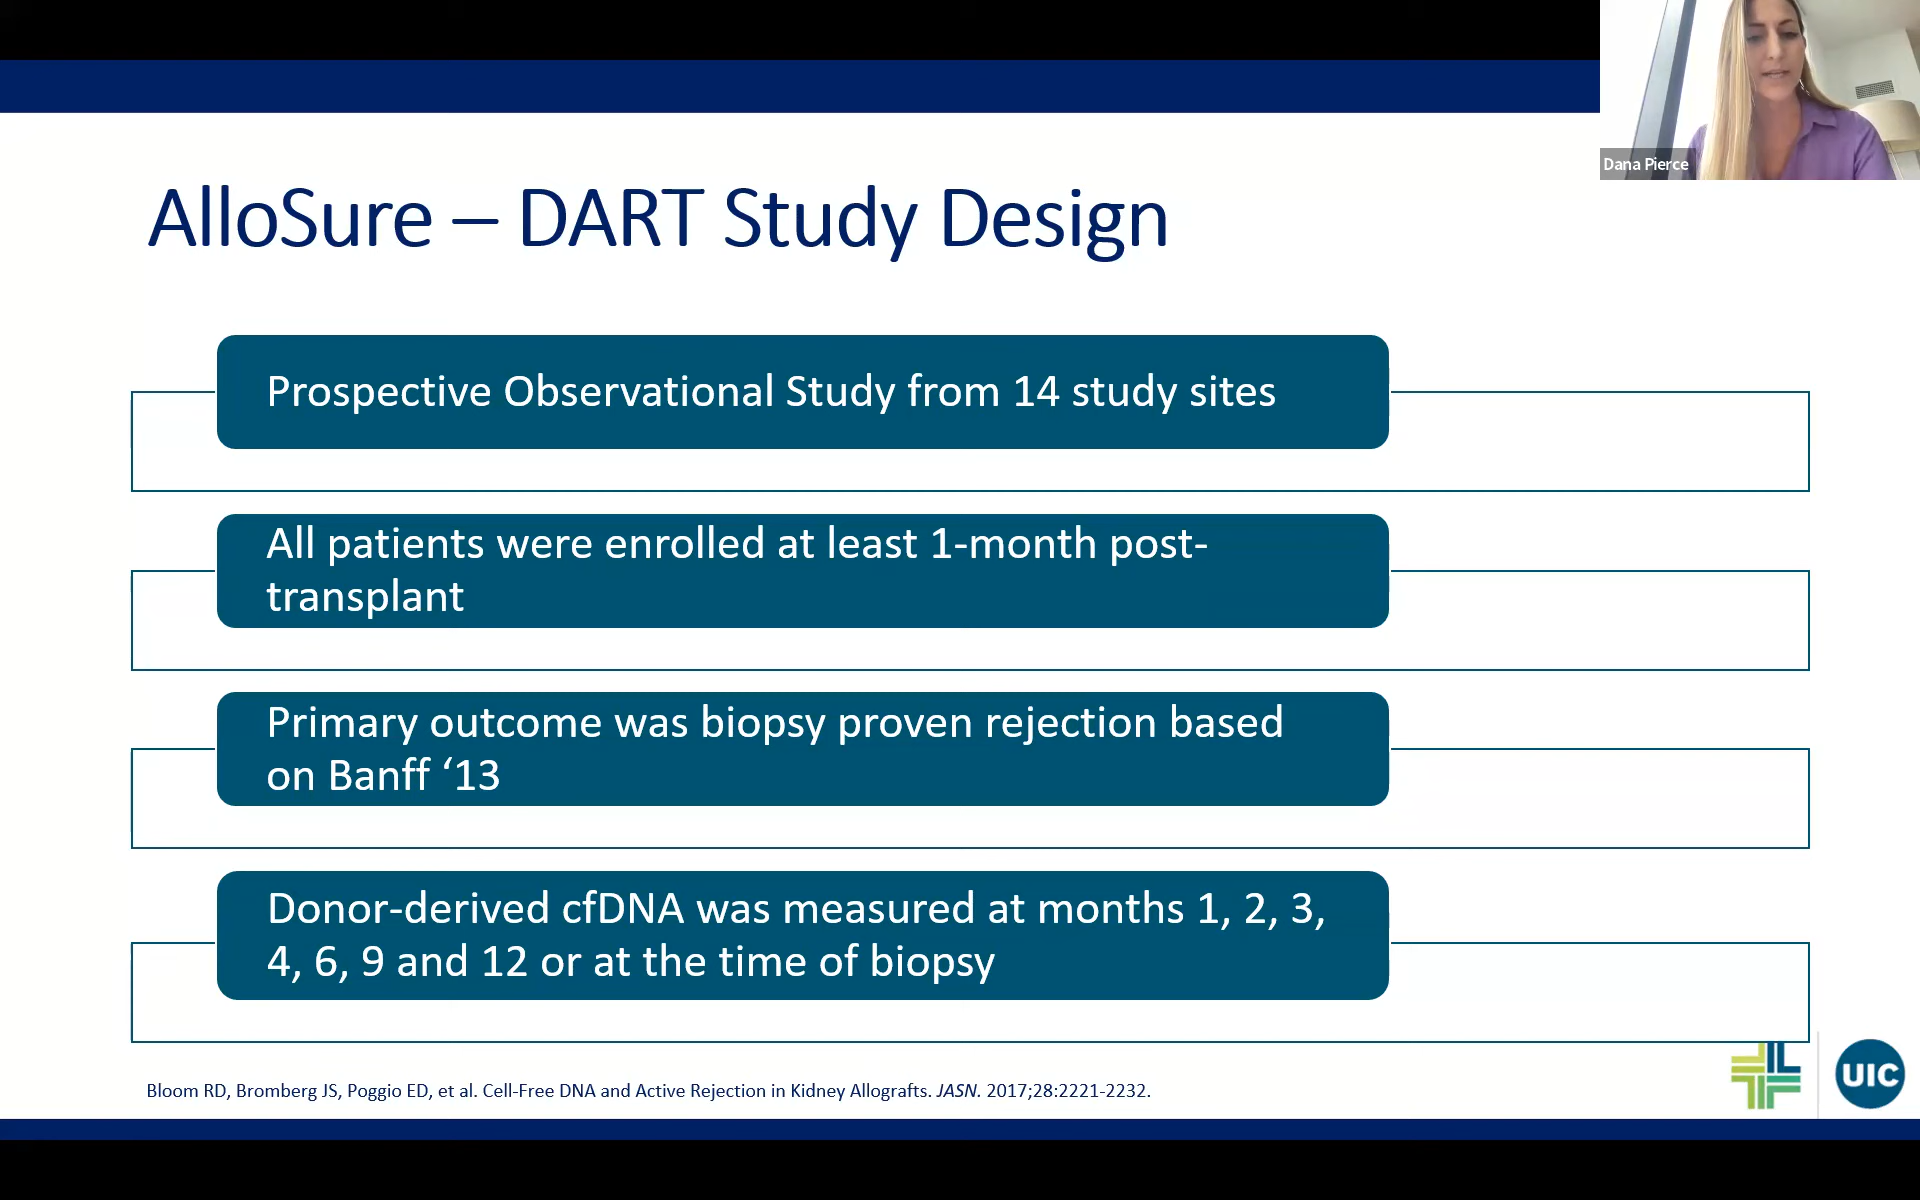 Dana Pierce
AlloSure – DART Study Design
Prospective Observational Study from 14 study sites
All patients were enrolled at least 1-month post-
transplant
Primary outcome was biopsy proven rejection based
on Banff ‘13
Donor-derived cfDNA was measured at months 1, 2, 3,
4, 6, 9 and 12 or at the time of biopsy
Bloom RD, Bromberg JS, Poggio ED, et al. Cell-Free DNA and Active Rejection in Kidney Allografts. JASN. 2017;28:2221-2232.
UIC